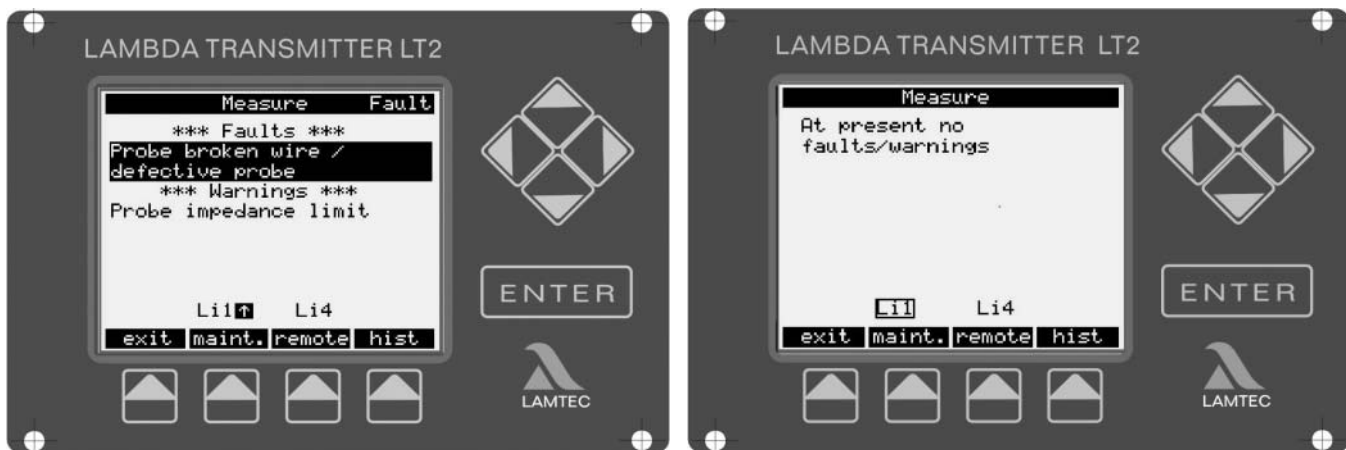 LAMBDA TRANSMITTER LT2
Measure Fault
*** Faults ***
Probe broken wire /
defective probe
*** Warnings ***
Probe impedance limit
Li1↑ Li4
exit maint. remote hist
ENTER
LAMTEC
LAMBDA TRANSMITTER LT2
Measure
At present no
faults/warnings
Li1 Li4
exit maint. remote hist
ENTER
LAMTEC